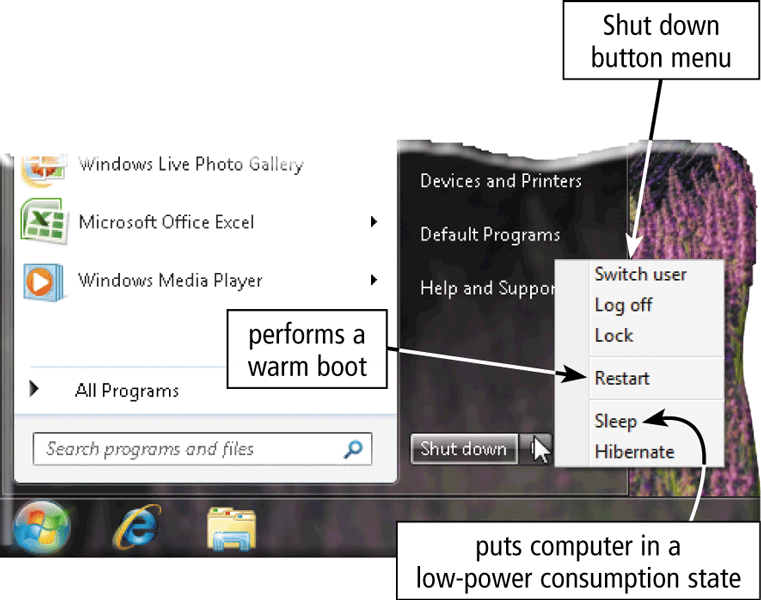 Shut down
button menu
Windows Live Photo Gallery
Microsoft Office Excel
Windows Media Player
All Programs
Search programs and files
Devices and Printers
Default Programs
Help and Suppor
Shut down
Switch user
Log off
Lock
Restart
Sleep
Hibernate
performs a
warm boot
puts computer in a
low-power consumption state